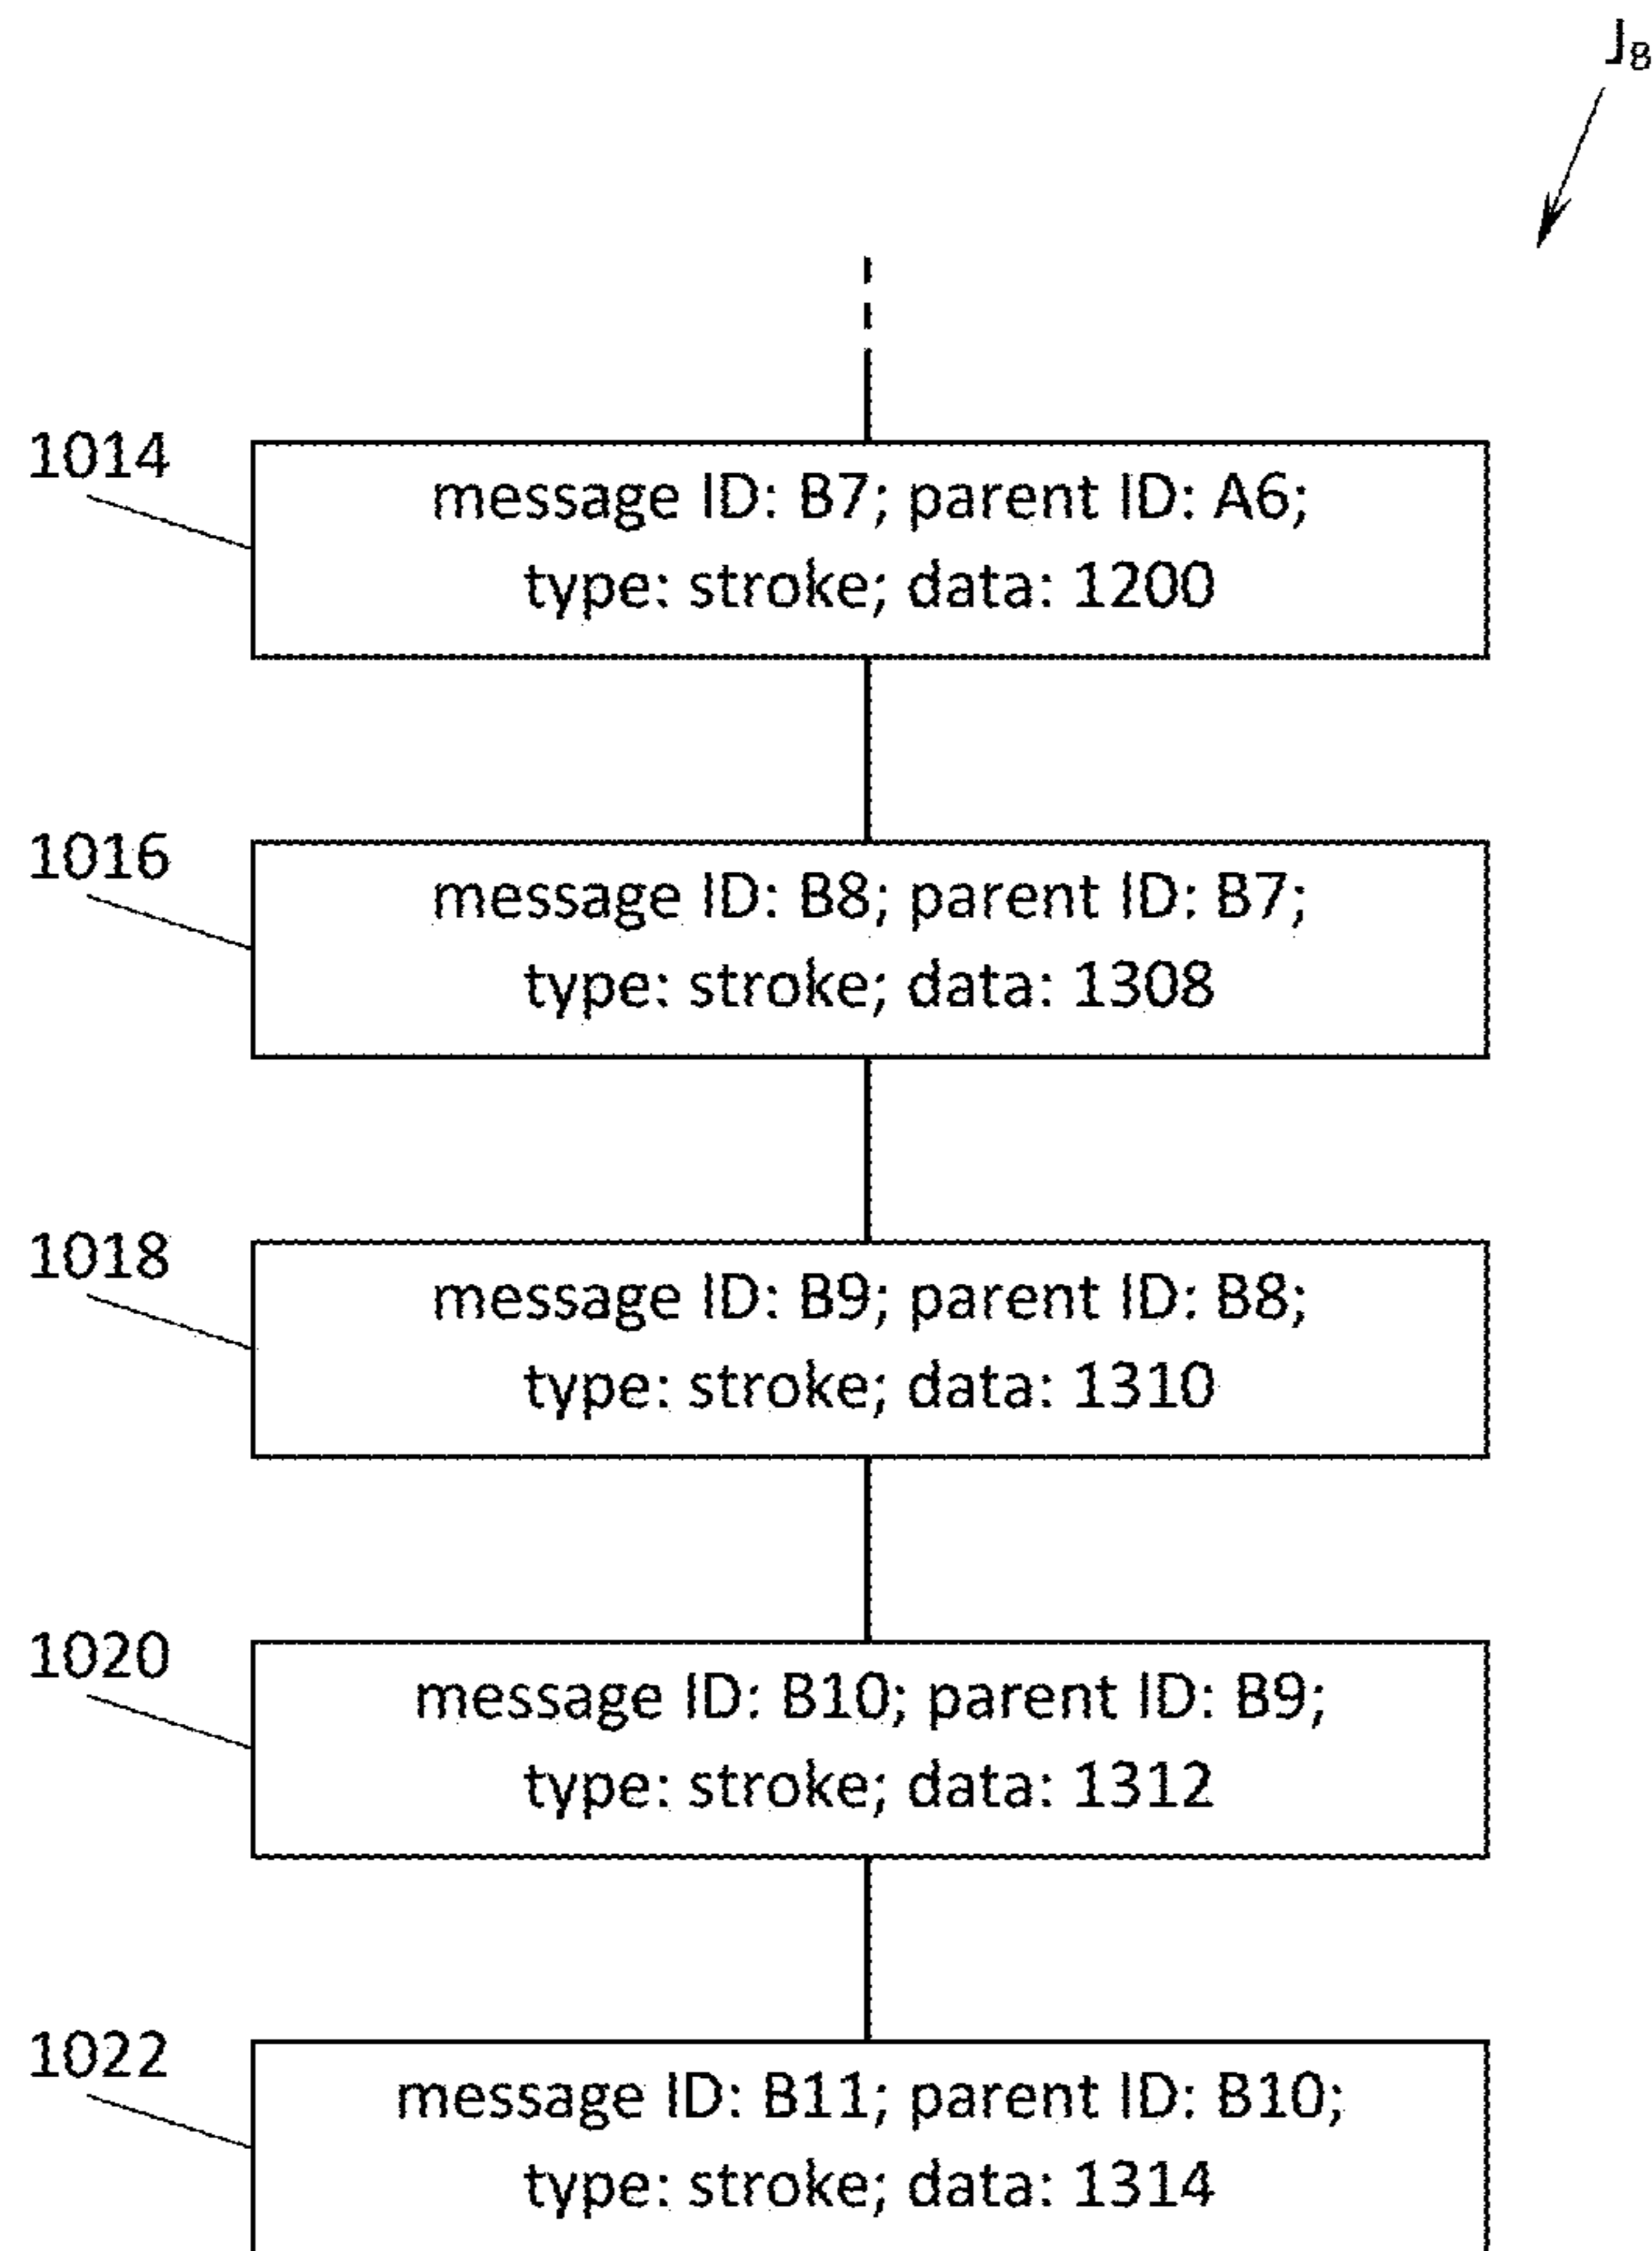 J₈
1014
message ID: B7; parent ID: A6;
type: stroke; data: 1200
1016
message ID: B8; parent ID: B7;
type: stroke; data: 1308
1018
message ID: B9; parent ID: B8;
type: stroke; data: 1310
1020
message ID: B10; parent ID: B9;
type: stroke; data: 1312
1022
message ID: B11; parent ID: B10;
type: stroke; data: 1314